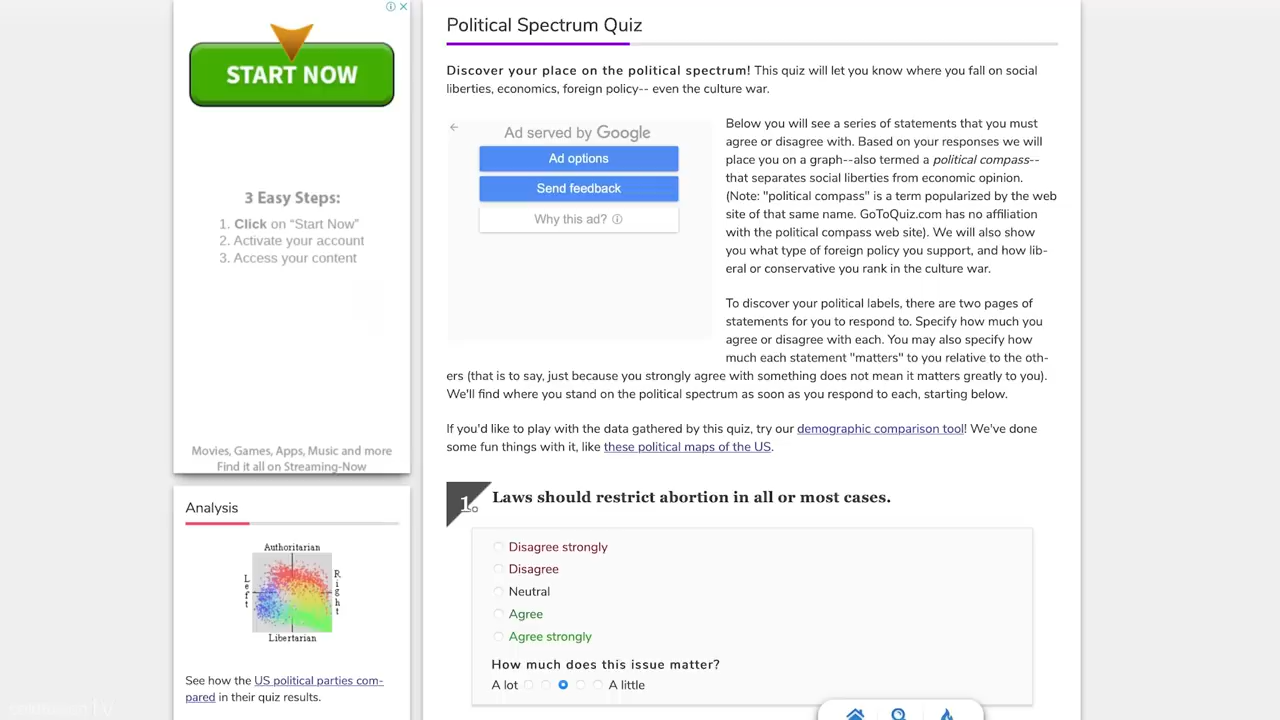 START NOW
3 Easy Steps:
1. Click on “Start Now”
2. Activate your account
3. Access your content
Movies, Games, Apps, Music and more
Find it all on Streaming-Now
Analysis
Authoritarian
Left
Right
Libertarian
See how the US political parties com-
pared in their quiz results.
Political Spectrum Quiz
Discover your place on the political spectrum! This quiz will let you know where you fall on social
liberties, economics, foreign policy-- even the culture war.
Ad served by Google
Ad options
Send feedback
Why this ad?
Below you will see a series of statements that you must
agree or disagree with. Based on your responses we will
place you on a graph--also termed a political compass--
that separates social liberties from economic opinion.
(Note: "political compass" is a term popularized by the web
site of that same name. GoToQuiz.com has no affiliation
with the political compass web site). We will also show
you what type of foreign policy you support, and how lib-
eral or conservative you rank in the culture war.
To discover your political labels, there are two pages of
statements for you to respond to. Specify how much you
agree or disagree with each. You may also specify how
much each statement "matters" to you relative to the oth-
ers (that is to say, just because you strongly agree with something does not mean it matters greatly to you).
We'll find where you stand on the political spectrum as soon as you respond to each, starting below.
If you'd like to play with the data gathered by this quiz, try our demographic comparison tool! We've done
some fun things with it, like these political maps of the US.
1 Laws should restrict abortion in all or most cases.
Disagree strongly
Disagree
Neutral
Agree
Agree strongly
How much does this issue matter?
A lot A little